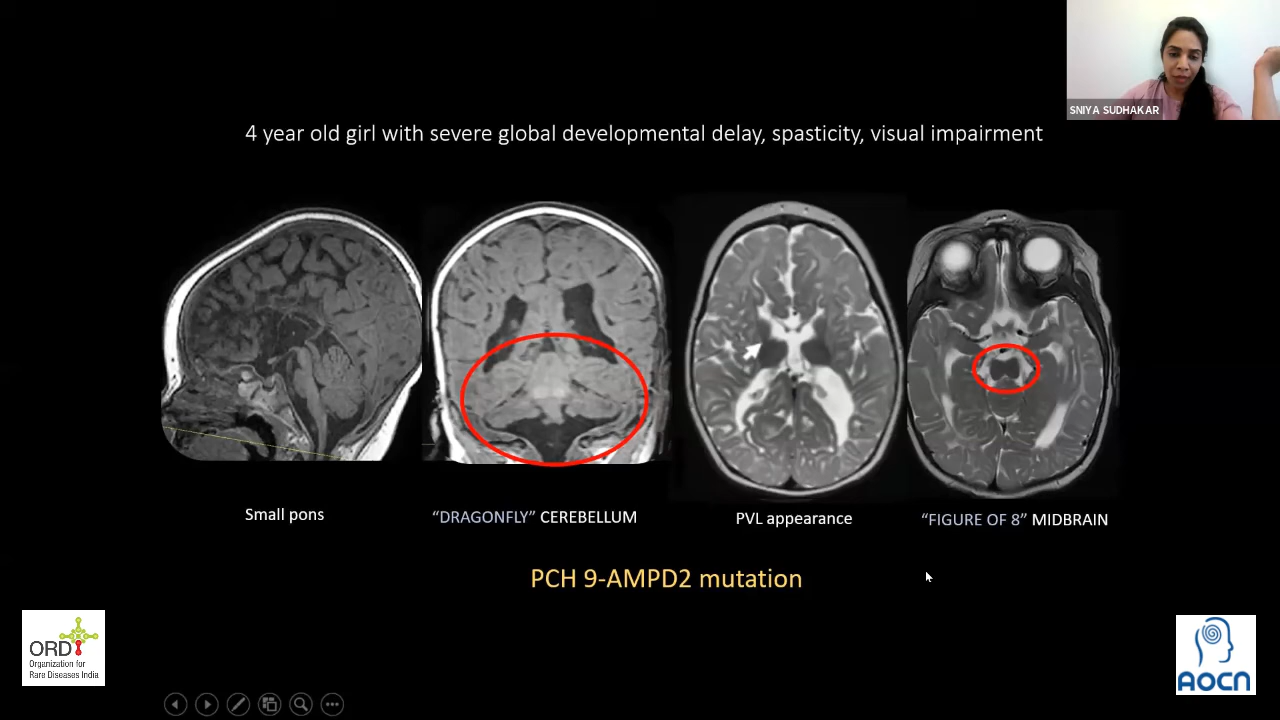 SNIYA SUDHAKAR
4 year old girl with severe global developmental delay, spasticity, visual impairment
Small pons
“DRAGONFLY” CEREBELLUM
PVL appearance
“FIGURE OF 8” MIDBRAIN
PCH 9-AMPD2 mutation
ORDI
Organization for
Rare Diseases India
AOCN